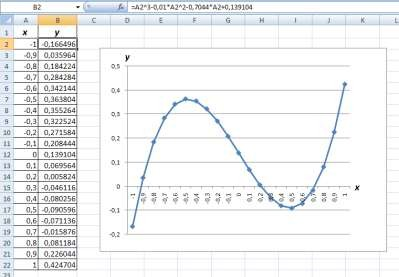 B2 fx =A2^3-0,01*A2^2-0,7044*A2+0,139104
A B C D E F G H I J K
1 x y
2 -1 -0,166496
3 -0,9 0,035964
4 -0,8 0,184224
5 -0,7 0,284284
6 -0,6 0,342144
7 -0,5 0,363804
8 -0,4 0,355264
9 -0,3 0,322524
10 -0,2 0,271584
11 -0,1 0,208444
12 0 0,139104
13 0,1 0,069564
14 0,2 0,005824
15 0,3 -0,046116
16 0,4 -0,080256
17 0,5 -0,090596
18 0,6 -0,071136
19 0,7 -0,015876
20 0,8 0,081184
21 0,9 0,226044
22 1 0,424704
y
0,5
0,4
0,3
0,2
0,1
0
-0,1
-0,2
-1 -0,9 -0,8 -0,7 -0,6 -0,5 -0,4 -0,3 -0,2 -0,1 0 0,1 0,2 0,3 0,4 0,5 0,6 0,7 0,8 0,9 1
x